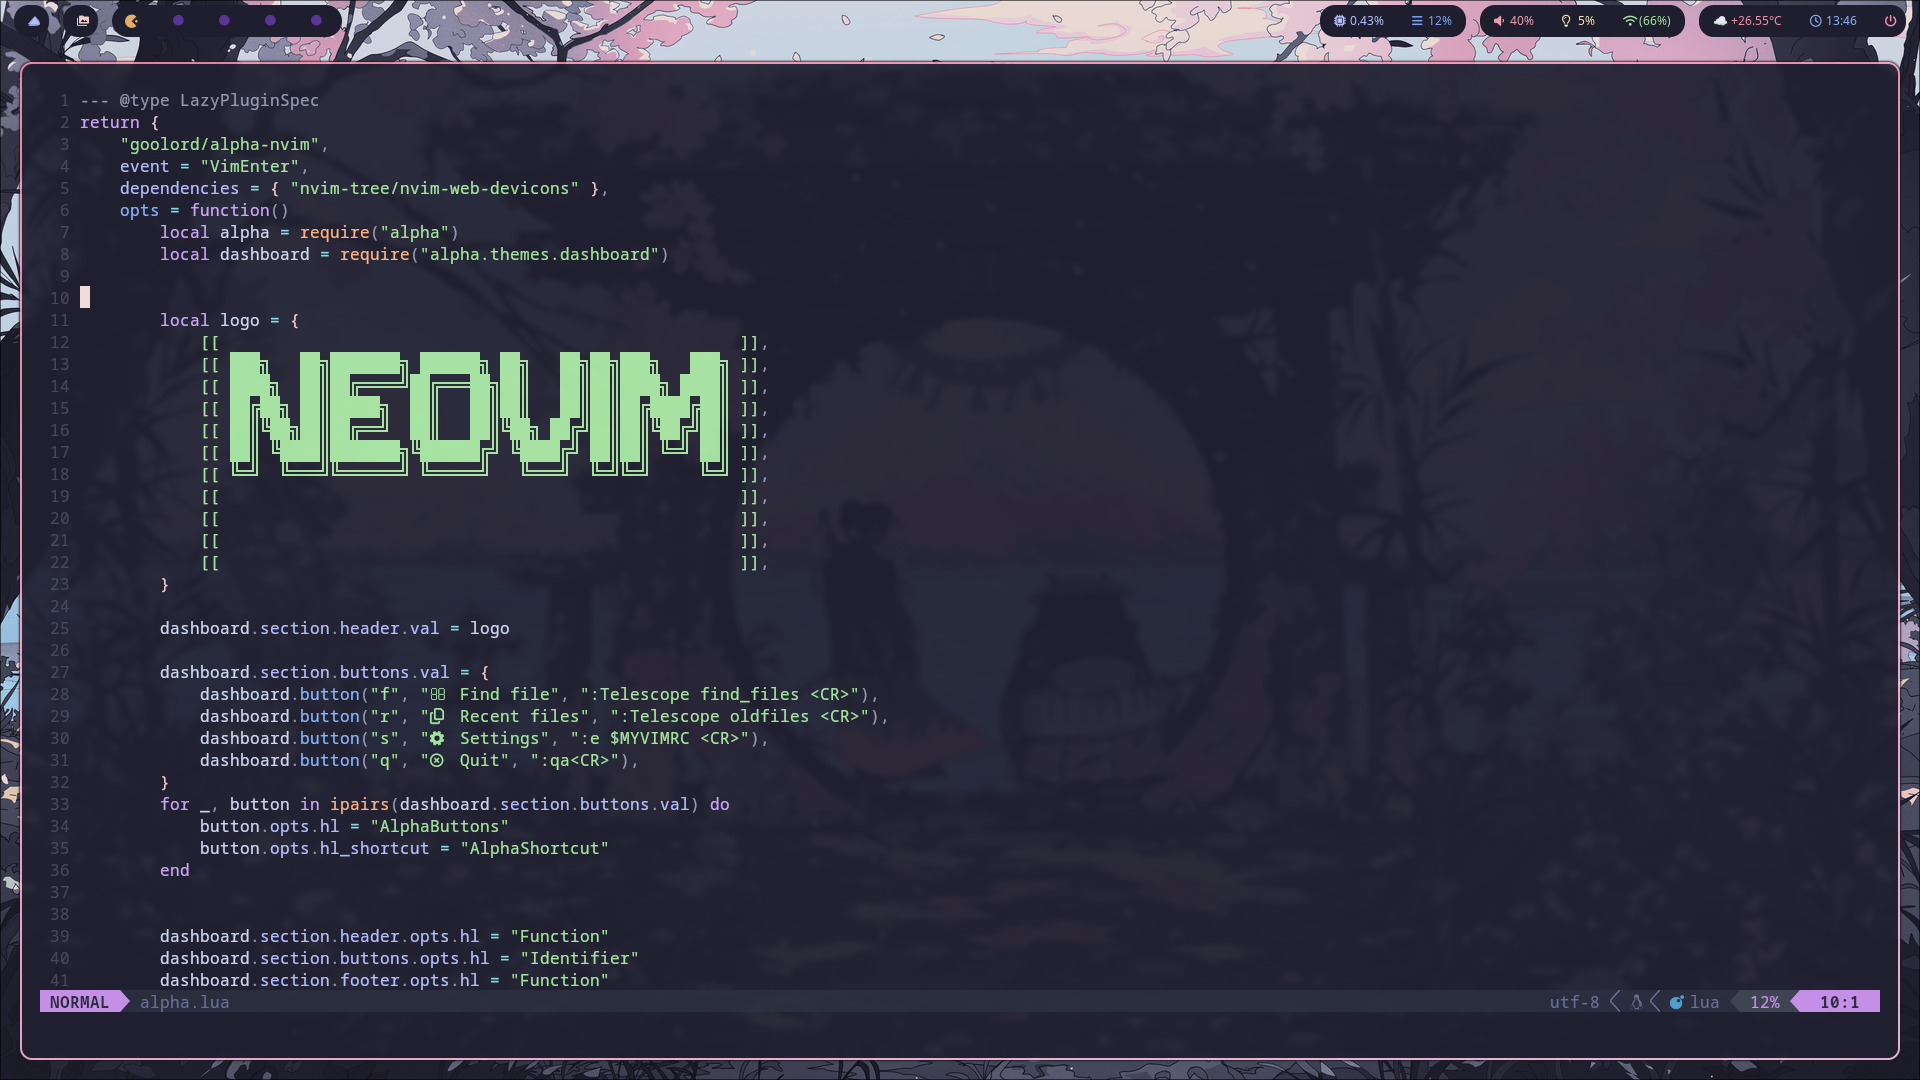 0.43% 12% 40% 5% (66%) +26.55°C 13:46
1 --- @type LazyPluginSpec
2 return {
3     "goolord/alpha-nvim",
4     event = "VimEnter",
5     dependencies = { "nvim-tree/nvim-web-devicons" },
6     opts = function()
7         local alpha = require("alpha")
8         local dashboard = require("alpha.themes.dashboard")
9
10
11         local logo = {
12             [[                                                    ]],
13             [[ ███╗   ██╗███████╗ ██████╗ ██╗   ██╗██╗███╗   ███╗ ]],
14             [[ ████╗  ██║██╔════╝██╔═══██╗██║   ██║██║████╗ ████║ ]],
15             [[ ██╔██╗ ██║█████╗  ██║   ██║██║   ██║██║██╔████╔██║ ]],
16             [[ ██║╚██╗██║██╔══╝  ██║   ██║╚██╗ ██╔╝██║██║╚██╔╝██║ ]],
17             [[ ██║ ╚████║███████╗╚██████╔╝ ╚████╔╝ ██║██║ ╚═╝ ██║ ]],
18             [[ ╚═╝  ╚═══╝╚══════╝ ╚═════╝   ╚═══╝  ╚═╝╚═╝     ╚═╝ ]],
19             [[                                                    ]],
20             [[                                                    ]],
21             [[                                                    ]],
22             [[                                                    ]],
23         }
24
25         dashboard.section.header.val = logo
26
27         dashboard.section.buttons.val = {
28             dashboard.button("f", "  Find file", ":Telescope find_files <CR>"),
29             dashboard.button("r", "  Recent files", ":Telescope oldfiles <CR>"),
30             dashboard.button("s", "  Settings", ":e $MYVIMRC <CR>"),
31             dashboard.button("q", "  Quit", ":qa<CR>"),
32         }
33         for _, button in ipairs(dashboard.section.buttons.val) do
34             button.opts.hl = "AlphaButtons"
35             button.opts.hl_shortcut = "AlphaShortcut"
36         end
37
38
39         dashboard.section.header.opts.hl = "Function"
40         dashboard.section.buttons.opts.hl = "Identifier"
41         dashboard.section.footer.opts.hl = "Function"
NORMAL alpha.lua utf-8 lua 12% 10:1